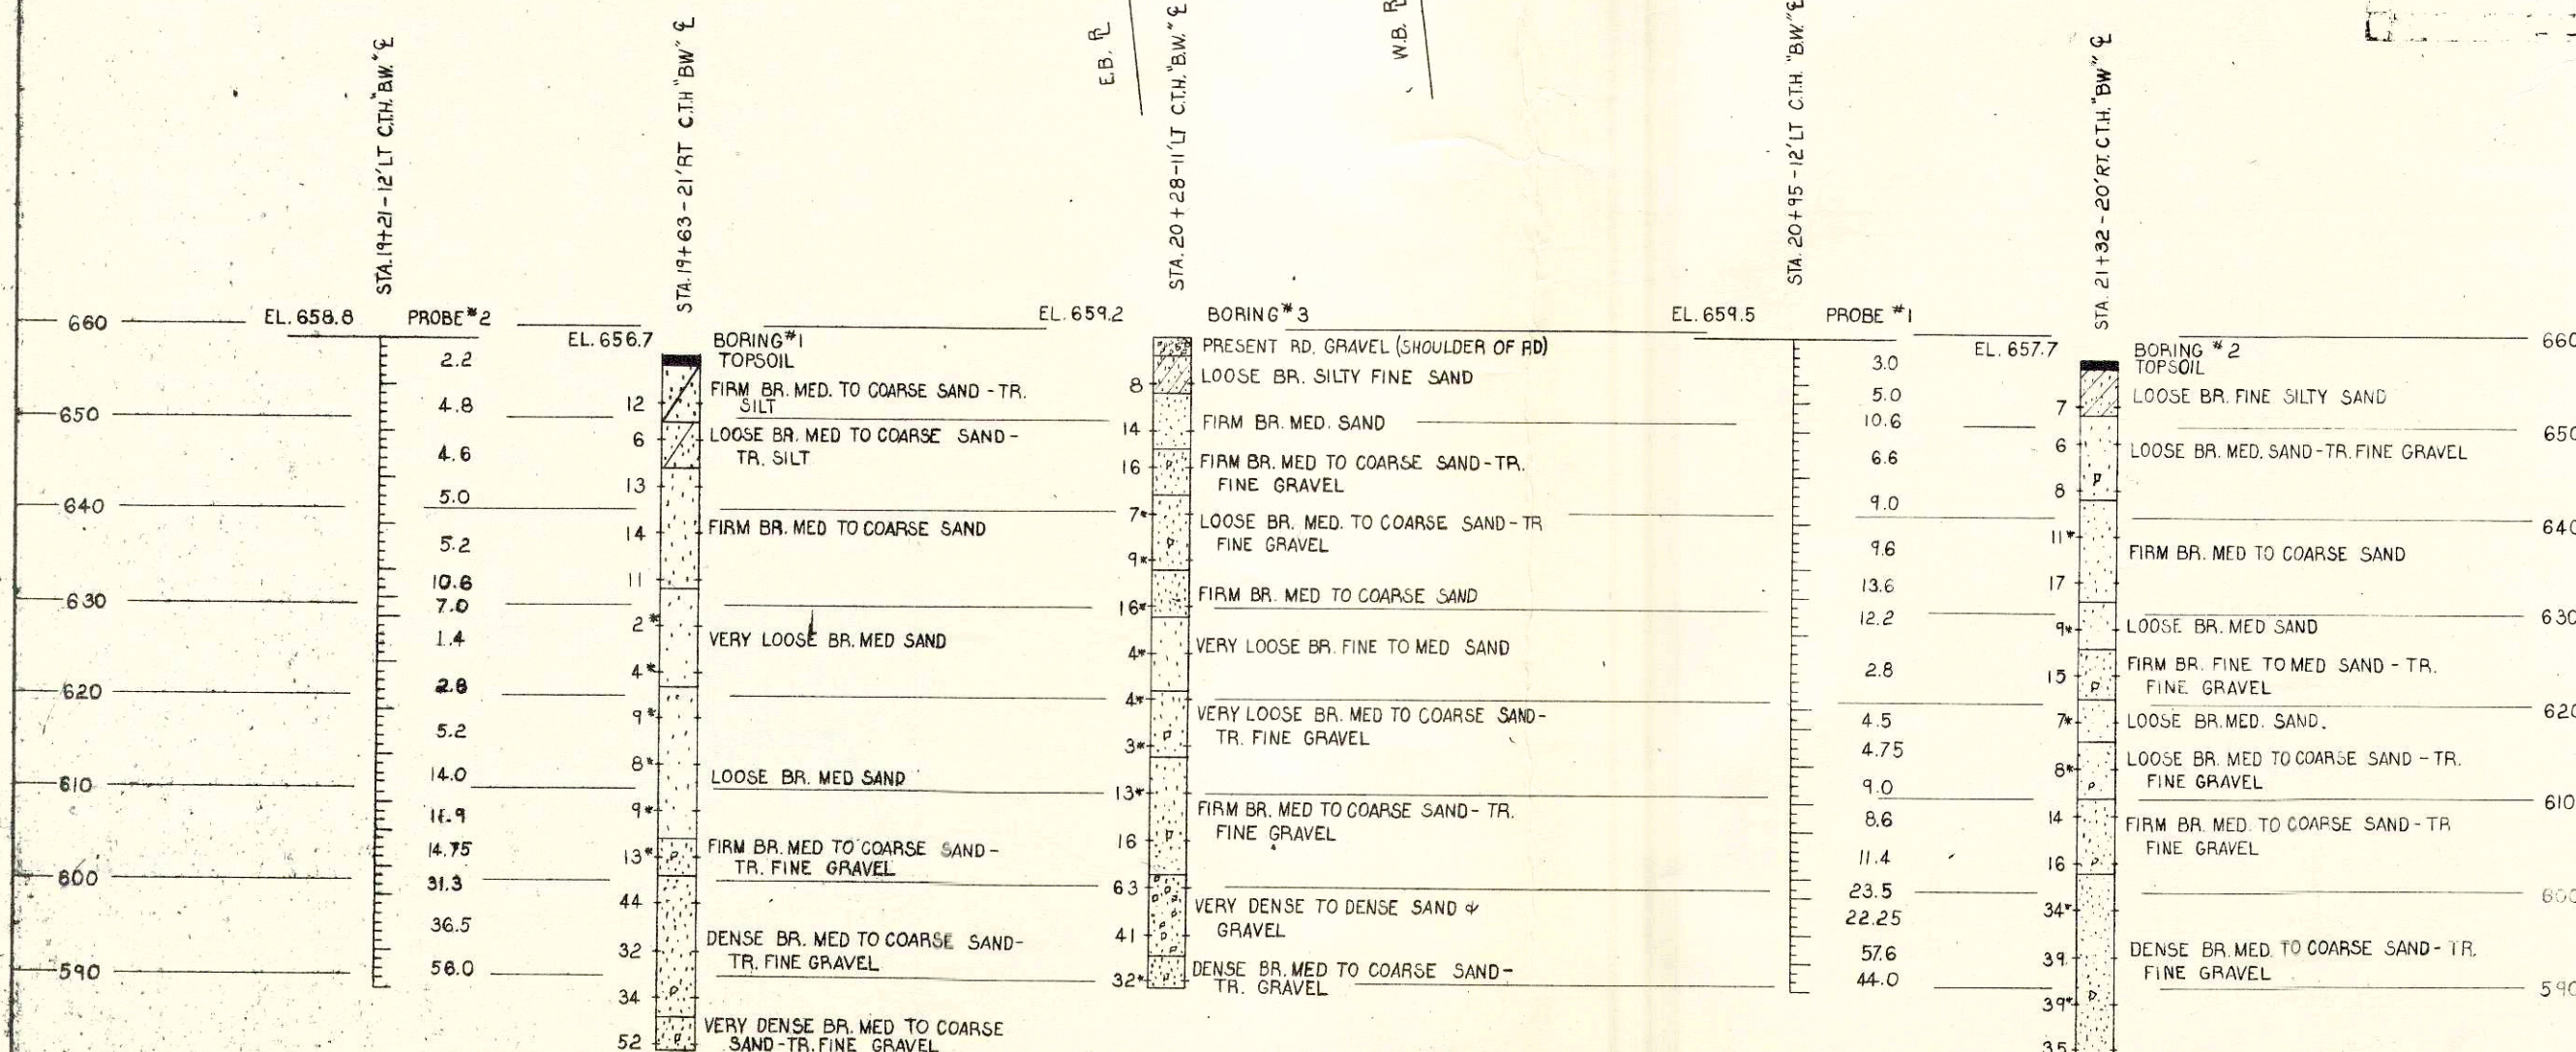 STA.19+21-12'LT C.T.H."B.W." ℄
STA.19+63-21'RT C.T.H "BW" ℄
E.B. R̵
STA. 20+28-11'LT C.T.H."B.W." ℄
W.B. R̵
STA. 20+95-12'LT C.T.H. "B.W." ℄
STA. 21+32-20'RT. C.T.H. "BW" ℄
660
650
640
630
620
610
600
590
EL. 658.8 PROBE #2
2.2
4.8
4.6
5.0
5.2
10.6
7.0
1.4
2.8
5.2
14.0
14.75
31.3
36.5
56.0
EL. 656.7 BORING #1
TOPSOIL
12 FIRM BR. MED. TO COARSE SAND - TR.
SILT
6 LOOSE BR. MED TO COARSE SAND -
TR. SILT
13
14 FIRM BR. MED TO COARSE SAND
11
2*
VERY LOOSE BR. MED SAND
4*
9*
8*
LOOSE BR. MED SAND
9*
13* FIRM BR. MED TO COARSE SAND -
TR. FINE GRAVEL
44
32 DENSE BR. MED TO COARSE SAND-
TR. FINE GRAVEL
34
VERY DENSE BR. MED TO COARSE
52 SAND-TR. FINE GRAVEL
EL. 659.2 BORING #3
PRESENT RD. GRAVEL (SHOULDER OF RD)
8 LOOSE BR. SILTY FINE SAND
14 FIRM BR. MED. SAND
16 FIRM BR. MED TO COARSE SAND-TR.
FINE GRAVEL
7* LOOSE BR. MED. TO COARSE SAND-TR
FINE GRAVEL
9*
16* FIRM BR. MED TO COARSE SAND
4* VERY LOOSE BR. FINE TO MED SAND
4*
VERY LOOSE BR. MED TO COARSE SAND-
TR. FINE GRAVEL
3*
13*
FIRM BR. MED TO COARSE SAND-TR.
FINE GRAVEL
16
63
VERY DENSE TO DENSE SAND &
GRAVEL
41
32* DENSE BR. MED TO COARSE SAND-
TR. GRAVEL
EL. 659.5 PROBE #1
3.0
5.0
10.6
6.6
9.0
9.6
13.6
12.2
2.8
4.5
4.75
9.0
8.6
11.4
23.5
22.25
57.6
44.0
EL. 657.7 BORING #2
TOPSOIL
7 LOOSE BR. FINE SILTY SAND
6 LOOSE BR. MED. SAND-TR. FINE GRAVEL
8
11*
FIRM BR. MED TO COARSE SAND
17
9* LOOSE BR. MED SAND
FIRM BR. FINE TO MED SAND - TR.
15 FINE GRAVEL
7* LOOSE BR. MED. SAND.
LOOSE BR. MED TO COARSE SAND - TR.
8* FINE GRAVEL
14 FIRM BR. MED. TO COARSE SAND - TR
FINE GRAVEL
16
34*
39 DENSE BR. MED. TO COARSE SAND - TR.
FINE GRAVEL
39*
35
660
650
640
630
620
610
600
590